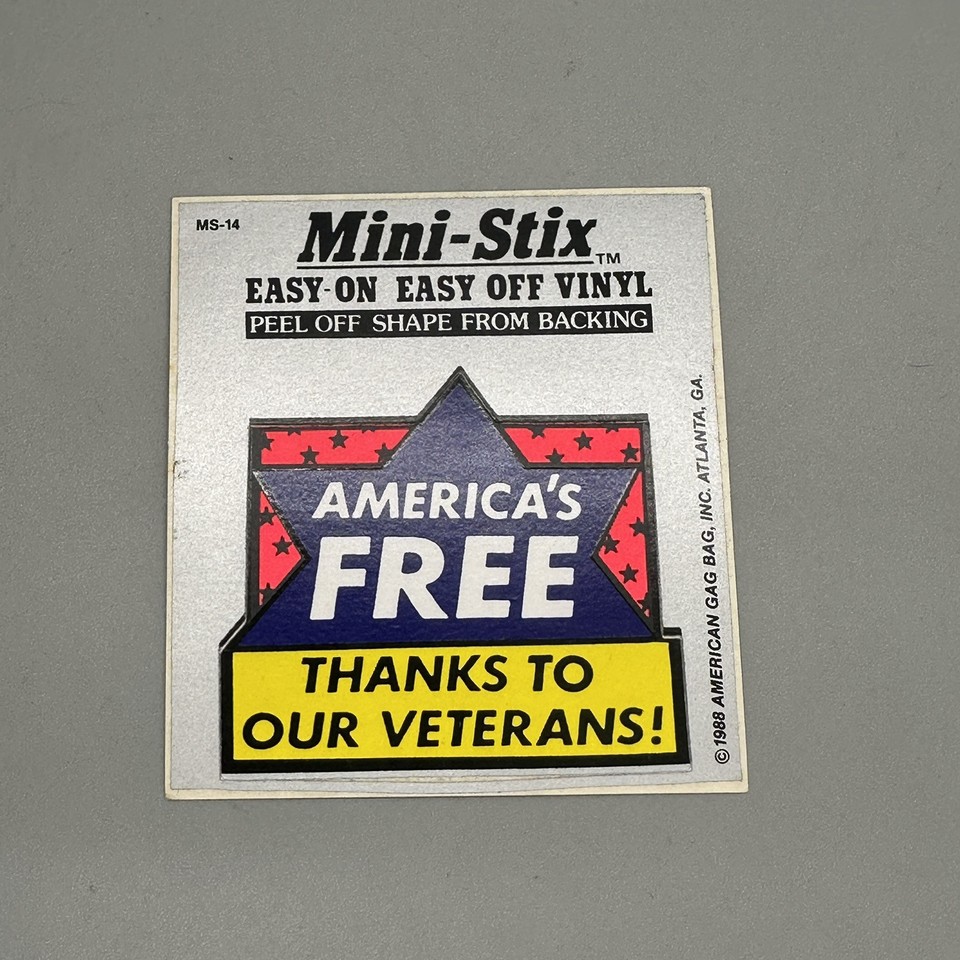 MS-14
Mini-Stix™
EASY-ON EASY OFF VINYL
PEEL OFF SHAPE FROM BACKING
AMERICA'S
FREE
THANKS TO
OUR VETERANS!
©1988 AMERICAN GAG BAG, INC. ATLANTA, GA.